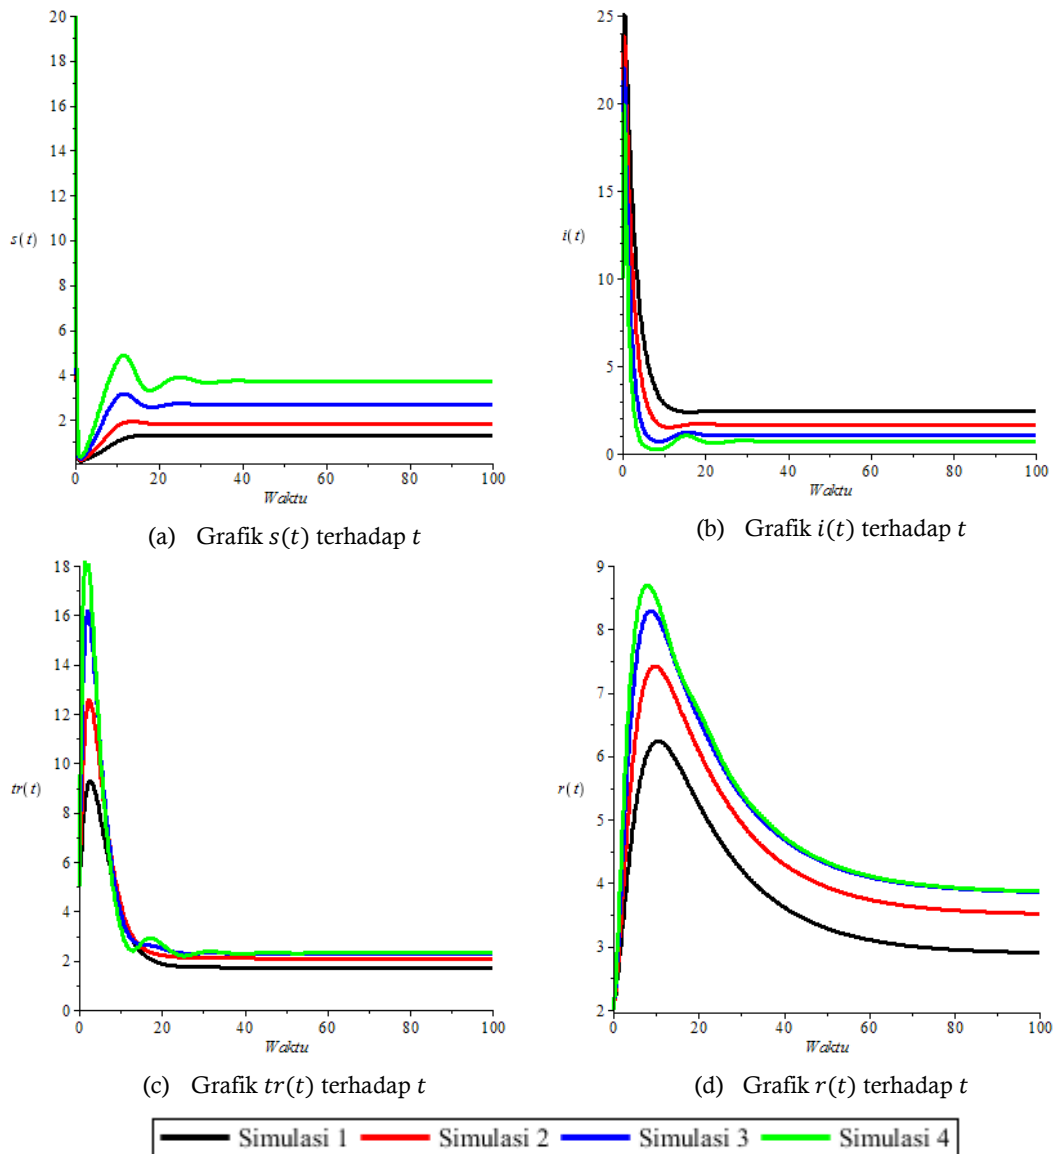 20
18
16
14
12
s(t) 10
8
6
4
2
0 20 40 60 80 100
Waktu
(a) Grafik s(t) terhadap t
25
20
15
i(t)
10
5
0
0 20 40 60 80 100
Waktu
(b) Grafik i(t) terhadap t
18
16
14
12
10
tr(t)
8
6
4
2
0
0 20 40 60 80 100
Waktu
(c) Grafik tr(t) terhadap t
9
8
7
6
r(t)
5
4
3
2
0 20 40 60 80 100
Waktu
(d) Grafik r(t) terhadap t
Simulasi 1 Simulasi 2 Simulasi 3 Simulasi 4